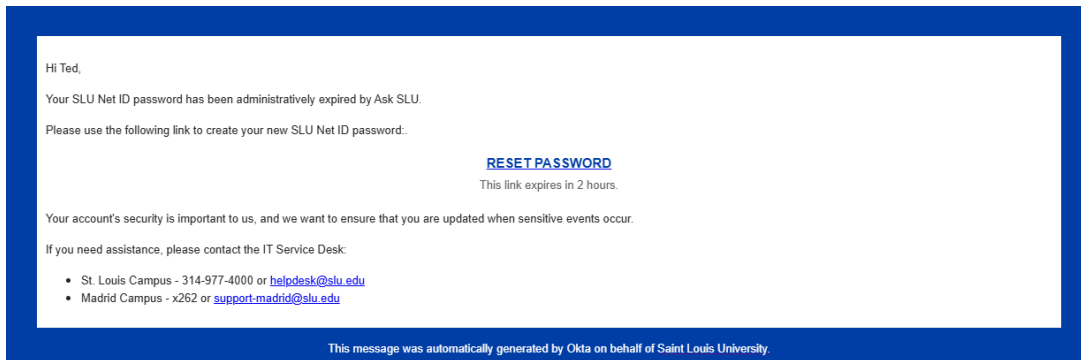 Hi Ted,
Your SLU Net ID password has been administratively expired by Ask SLU.
Please use the following link to create your new SLU Net ID password:.
RESET PASSWORD
This link expires in 2 hours.
Your account's security is important to us, and we want to ensure that you are updated when sensitive events occur.
If you need assistance, please contact the IT Service Desk:
• St. Louis Campus - 314-977-4000 or helpdesk@slu.edu
• Madrid Campus - x262 or support-madrid@slu.edu
This message was automatically generated by Okta on behalf of Saint Louis University.